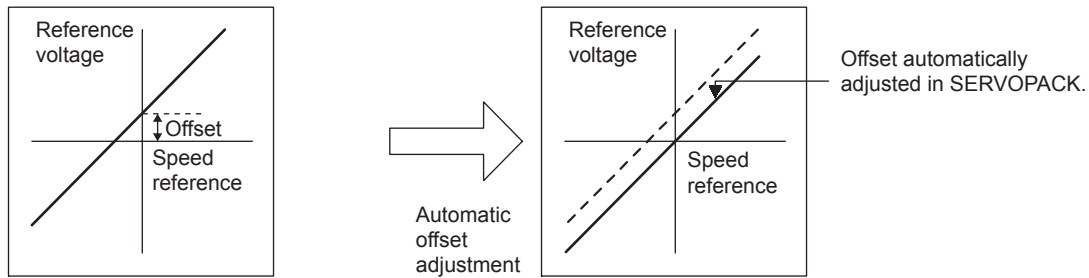 Reference
voltage
Offset
Speed
reference
Automatic
offset
adjustment
Reference
voltage
Speed
reference
Offset automatically
adjusted in SERVOPACK.